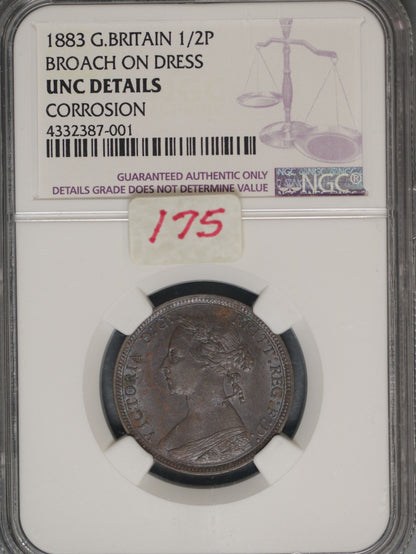 1883 G.BRITAIN 1/2P
BROACH ON DRESS
UNC DETAILS
CORROSION
4332387-001
GUARANTEED AUTHENTIC ONLY
DETAILS GRADE DOES NOT DETERMINE VALUE
NGC®
175
VICTORIA D:G: BRITT:REG:F:D: